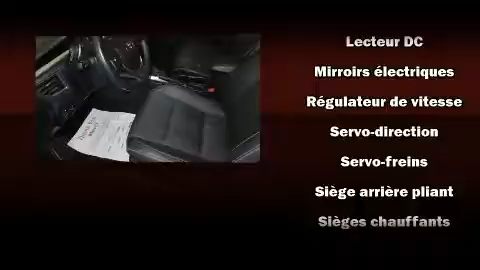 Lecteur DC
Mirroirs électriques
Régulateur de vitesse
Servo-direction
Servo-freins
Siège arrière pliant
Sièges chauffants